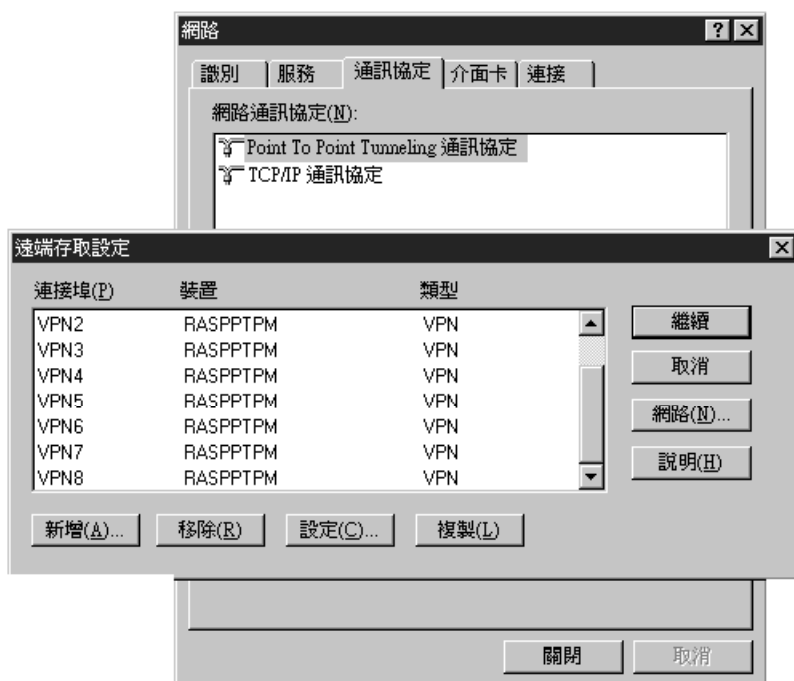 網路
識別 服務 通訊協定 介面卡 連接
網路通訊協定(N):
Point To Point Tunneling 通訊協定
TCP/IP 通訊協定
遠端存取設定
連接埠(P) 裝置 類型
VPN2 RASPPTPM VPN
VPN3 RASPPTPM VPN
VPN4 RASPPTPM VPN
VPN5 RASPPTPM VPN
VPN6 RASPPTPM VPN
VPN7 RASPPTPM VPN
VPN8 RASPPTPM VPN
繼續
取消
網路(N)...
說明(H)
新增(A)... 移除(R) 設定(C)... 複製(L)
關閉 取消